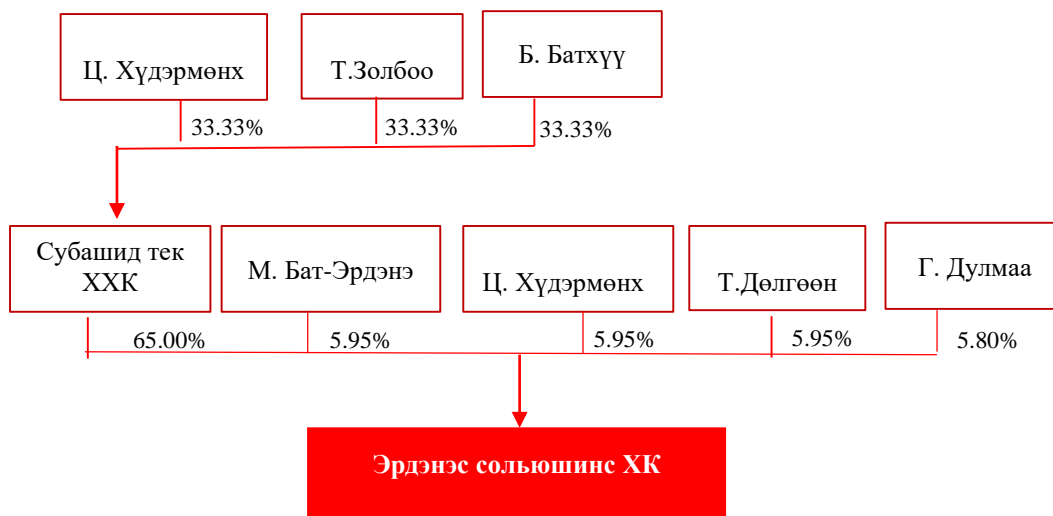 Ц. Хүдэрмөнх
Т.Золбоо
Б. Батхүү
33.33%
33.33%
33.33%
Субашид тек
ХХК
М. Бат-Эрдэнэ
Ц. Хүдэрмөнх
Т.Дөлгөөн
Г. Дулмаа
65.00%
5.95%
5.95%
5.95%
5.80%
Эрдэнэс сольюшинс ХК